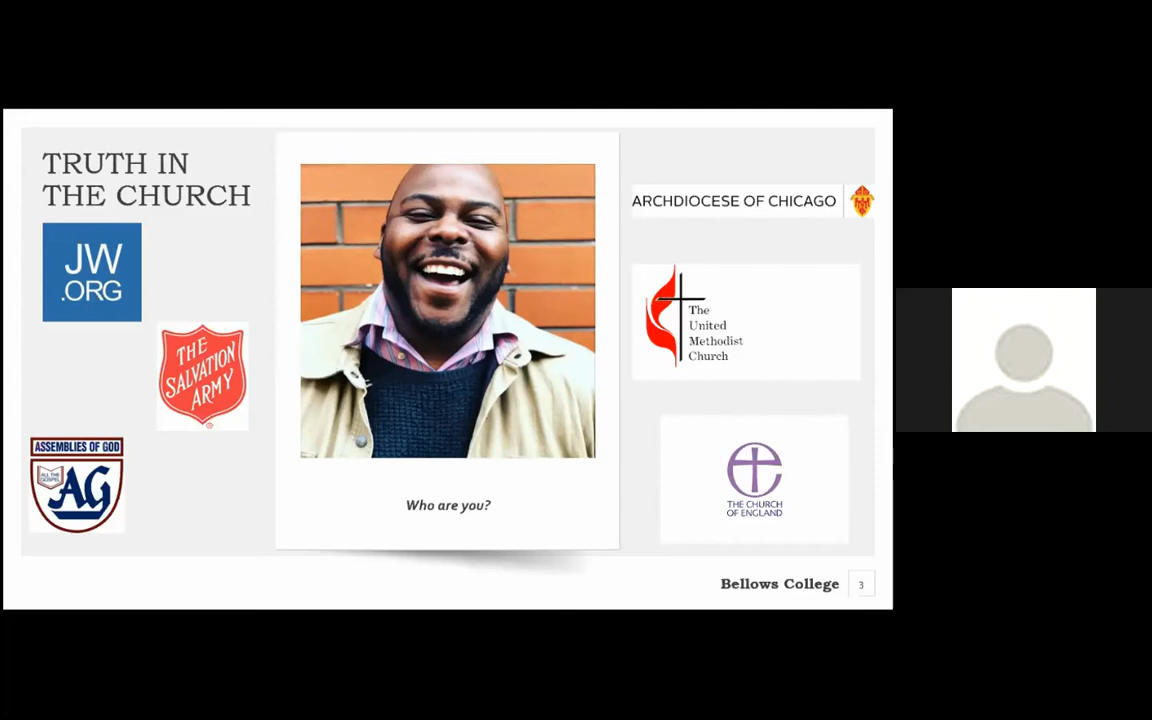 TRUTH IN
THE CHURCH
JW
.ORG
THE
SALVATION
ARMY
ASSEMBLIES OF GOD
ALL THE
GOSPEL
AG
Who are you?
ARCHDIOCESE OF CHICAGO
The
United
Methodist
Church
THE CHURCH
OF ENGLAND
Bellows College
3